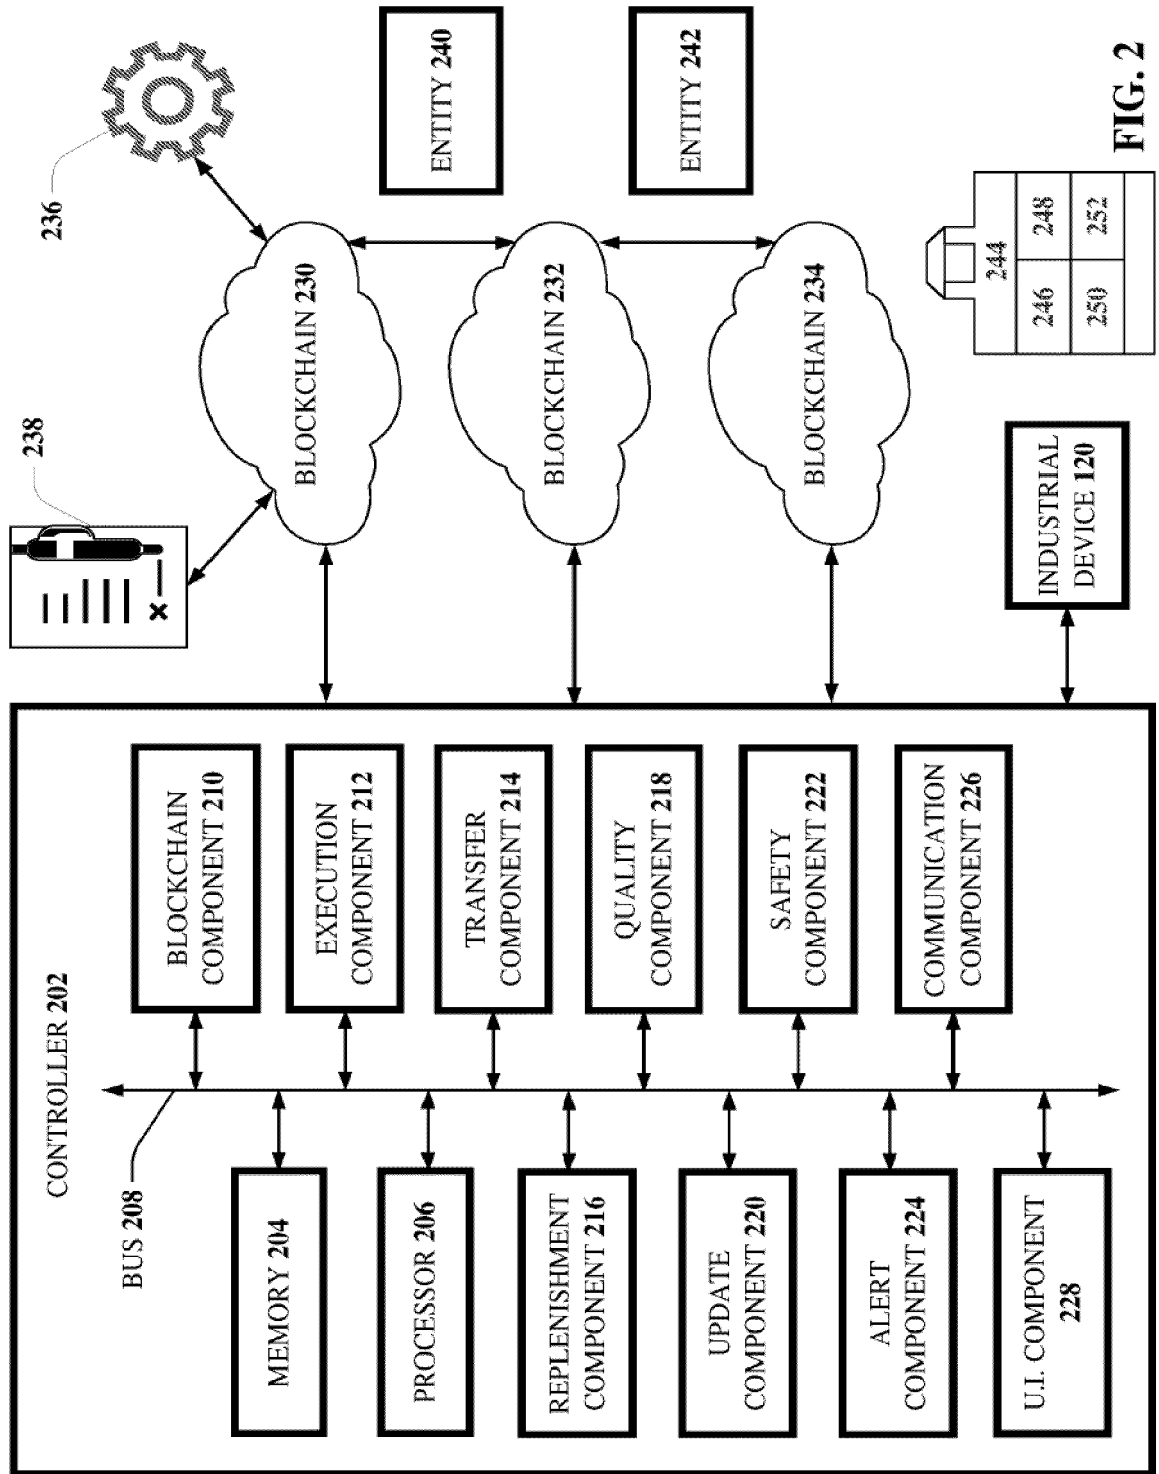 CONTROLLER 202
BUS 208
MEMORY 204
PROCESSOR 206
REPLENISHMENT
COMPONENT 216
UPDATE
COMPONENT 220
ALERT
COMPONENT 224
U.I. COMPONENT
228
BLOCKCHAIN
COMPONENT 210
EXECUTION
COMPONENT 212
TRANSFER
COMPONENT 214
QUALITY
COMPONENT 218
SAFETY
COMPONENT 222
COMMUNICATION
COMPONENT 226
238
236
BLOCKCHAIN 230
BLOCKCHAIN 232
BLOCKCHAIN 234
ENTITY 240
ENTITY 242
INDUSTRIAL
DEVICE 120
244
246 248
250 252
FIG. 2